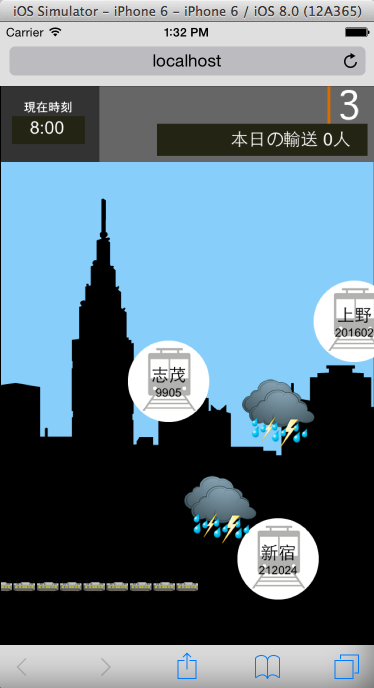 iOS Simulator - iPhone 6 - iPhone 6 / iOS 8.0 (12A365)
Carrier 1:32 PM
localhost
現在時刻
8:00
3
本日の輸送 0人
上野
201602
志茂
9905
新宿
212024